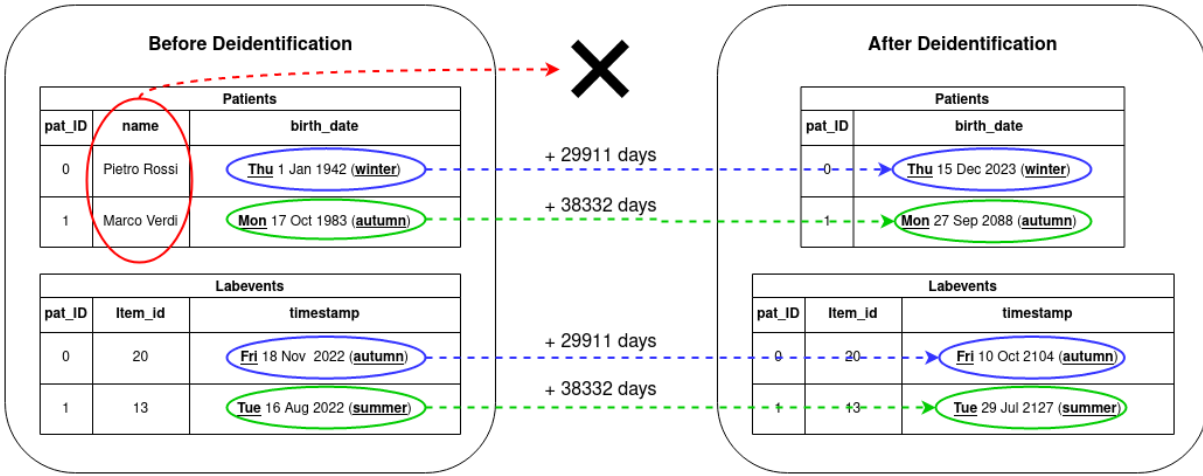 Before Deidentification
Patients
pat_ID name birth_date
0 Pietro Rossi Thu 1 Jan 1942 (winter)
1 Marco Verdi Mon 17 Oct 1983 (autumn)
Labevents
pat_ID Item_id timestamp
0 20 Fri 18 Nov 2022 (autumn)
1 13 Tue 16 Aug 2022 (summer)
+ 29911 days
+ 38332 days
+ 29911 days
+ 38332 days
After Deidentification
Patients
pat_ID birth_date
0 Thu 15 Dec 2023 (winter)
1 Mon 27 Sep 2088 (autumn)
Labevents
pat_ID Item_id timestamp
0 20 Fri 10 Oct 2104 (autumn)
1 13 Tue 29 Jul 2127 (summer)